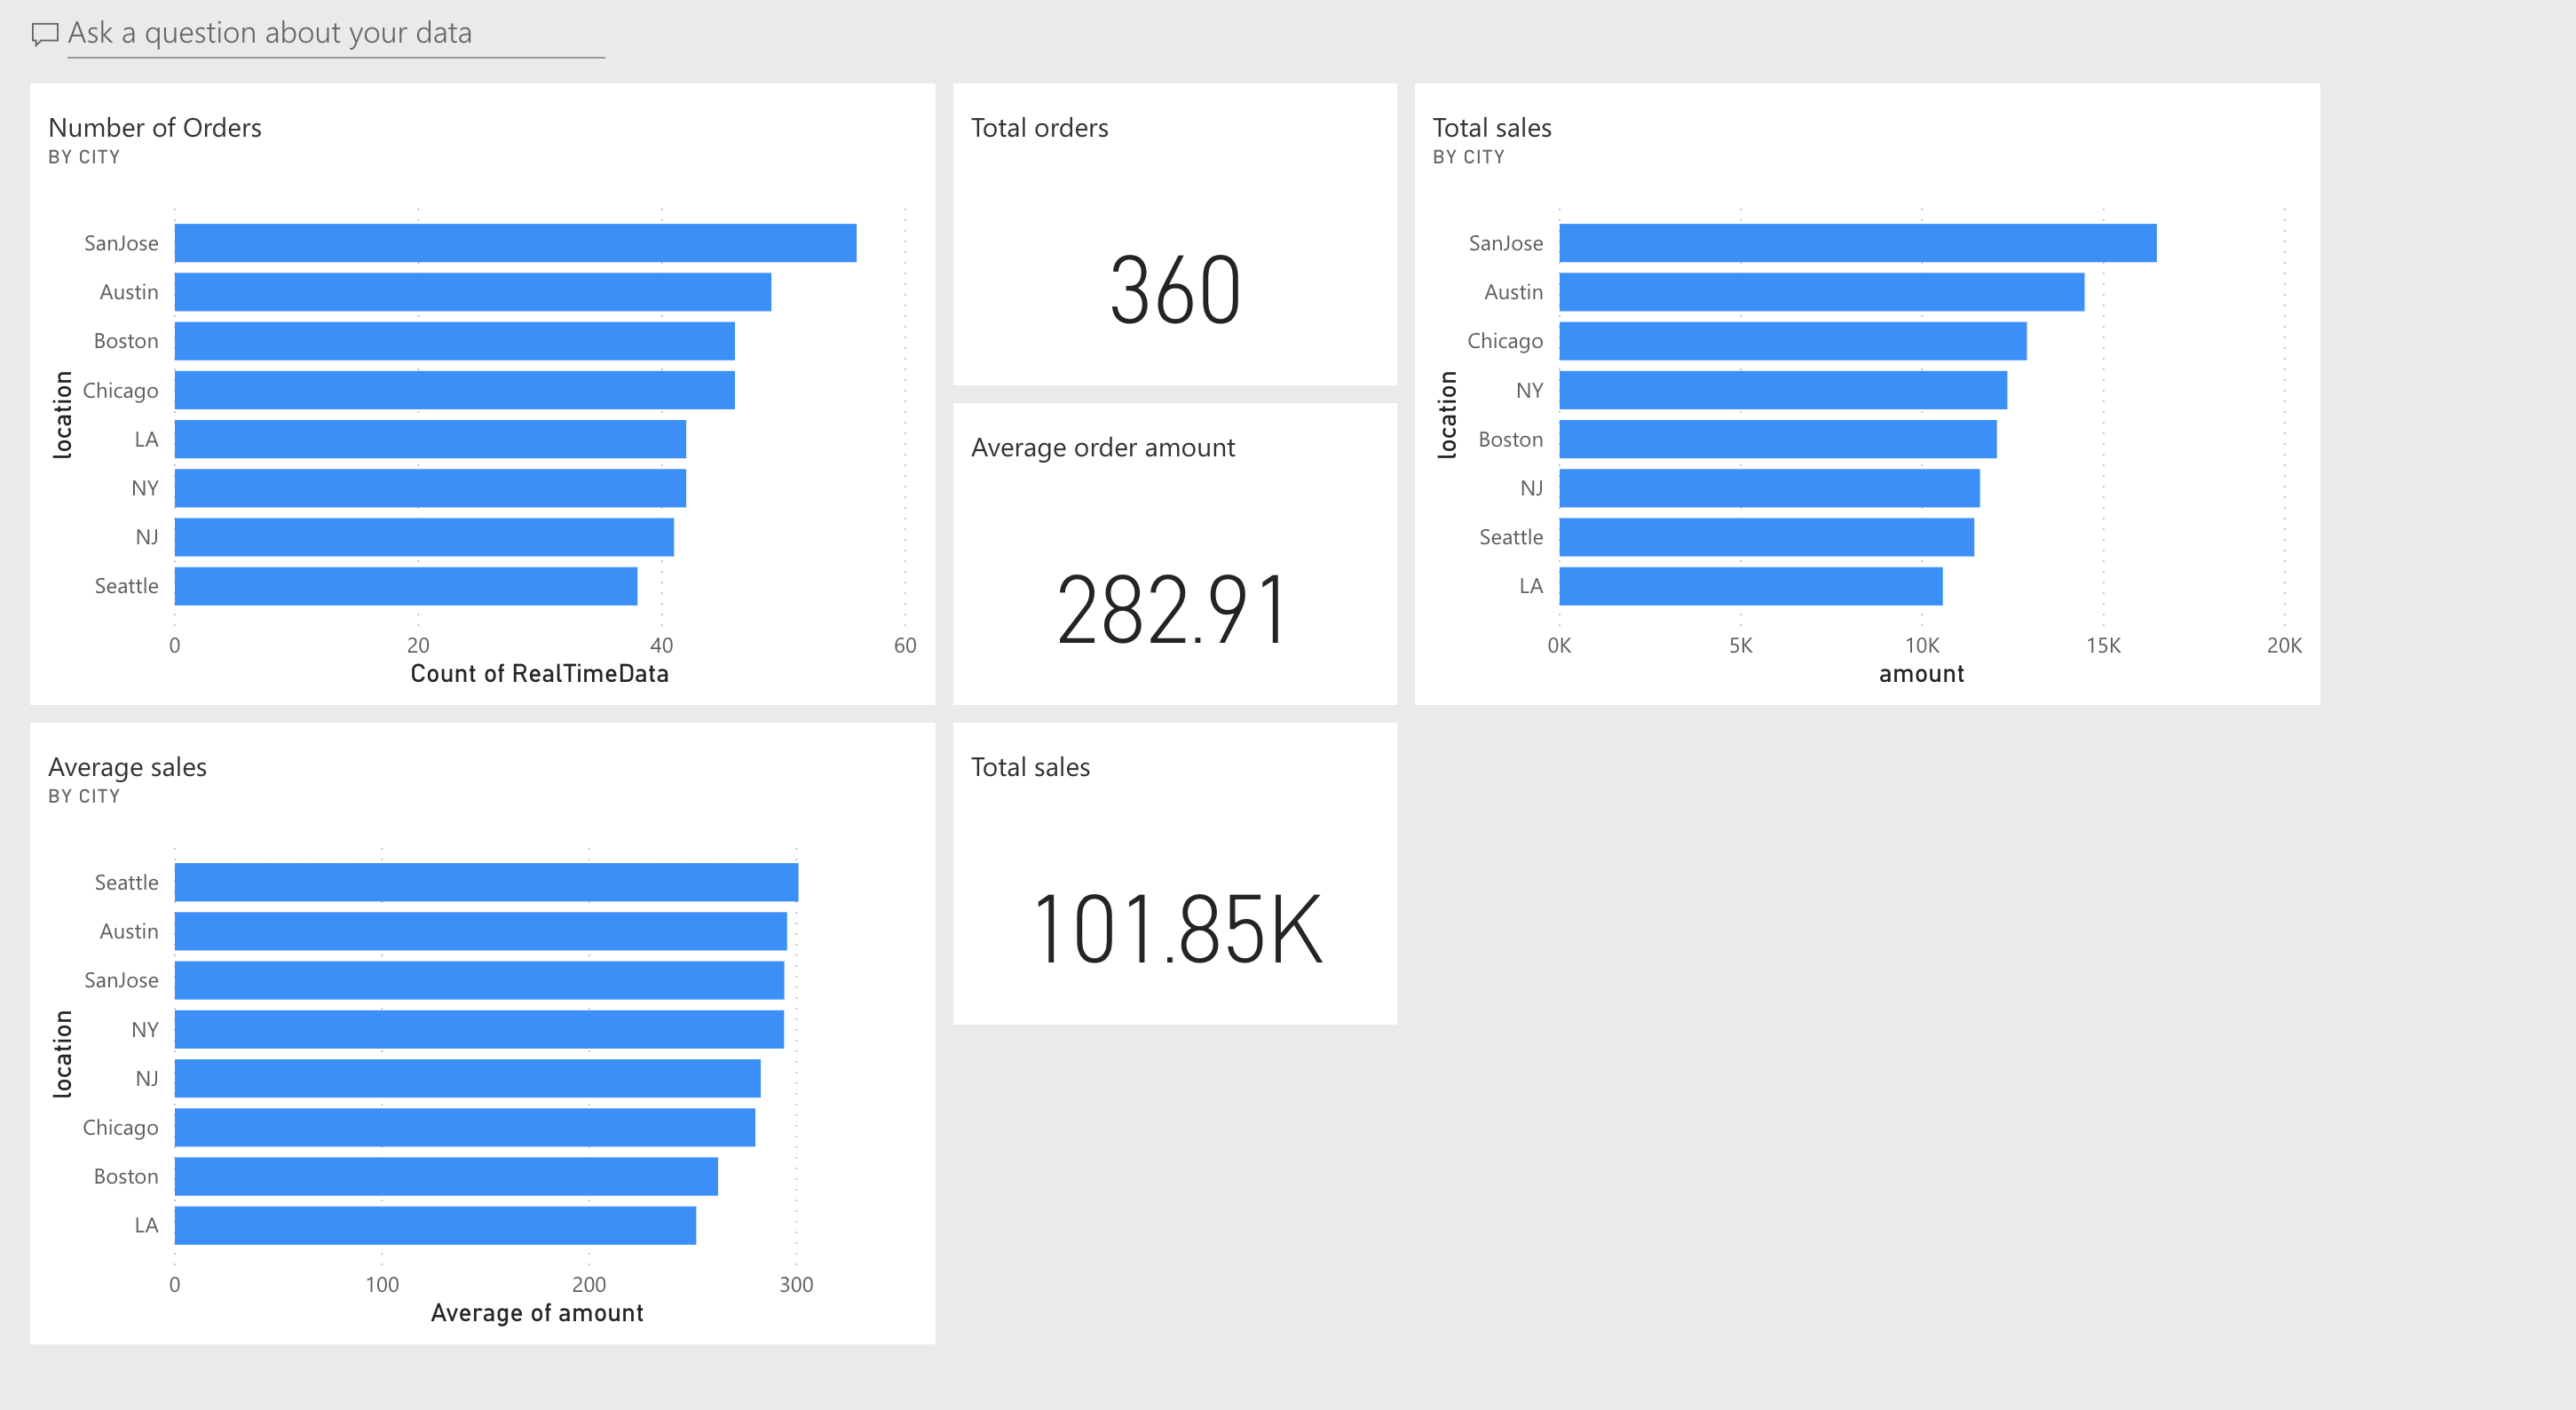 Ask a question about your data
Number of Orders
BY CITY
location
SanJose
Austin
Boston
Chicago
LA
NY
NJ
Seattle
0 20 40 60
Count of RealTimeData
Total orders
360
Average order amount
282.91
Total sales
BY CITY
location
SanJose
Austin
Chicago
NY
Boston
NJ
Seattle
LA
0K 5K 10K 15K 20K
amount
Average sales
BY CITY
location
Seattle
Austin
SanJose
NY
NJ
Chicago
Boston
LA
0 100 200 300
Average of amount
Total sales
101.85K